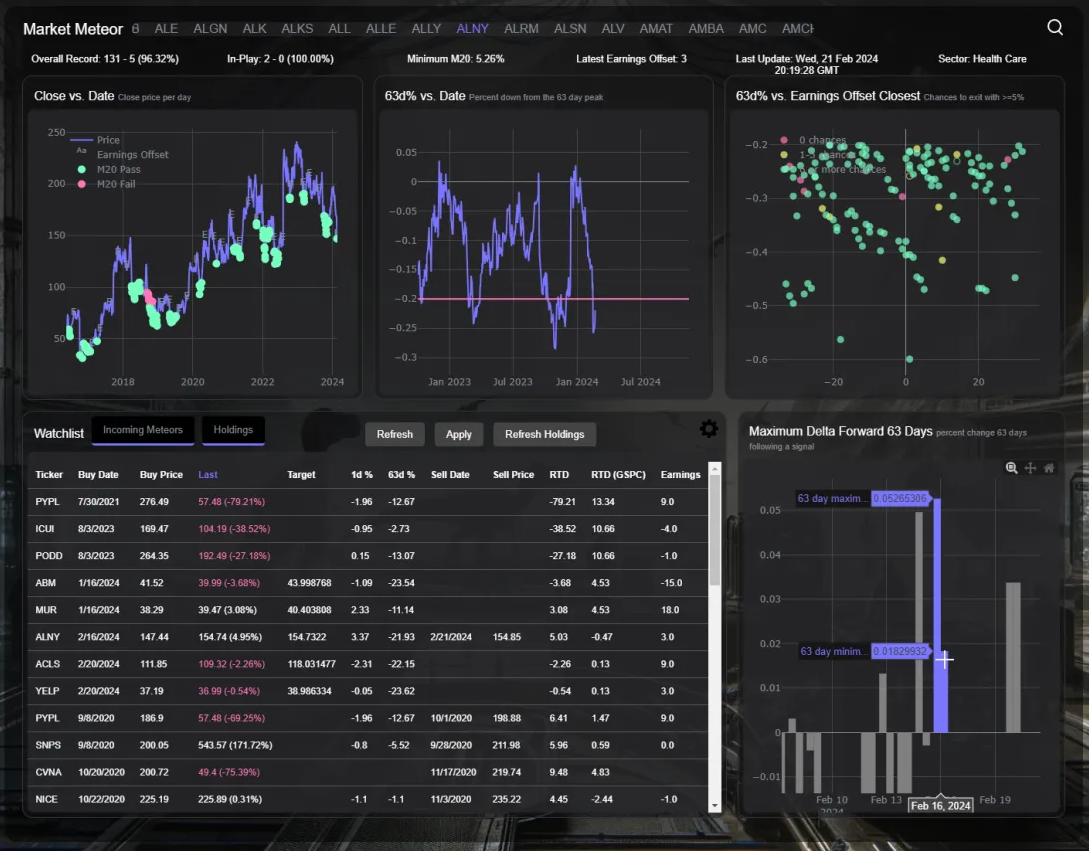 Market Meteor ALE ALGN ALK ALKS ALL ALLE ALLY ALNY ALRM ALSN ALV AMAT AMBA AMC
Overall Record: 131 - 5 (96.32%) In-Play: 2 - 0 (100.00%) Minimum M20: 5.26% Latest Earnings Offset: 3 Last Update: Wed, 21 Feb 2024 Sector: Health Care
20:19:28 GMT
Close vs. Date Close price per day
250
200
150
100
50
Price
Aa Earnings Offset
M20 Pass
M20 Fail
2018 2020 2022 2024
63d% vs. Date Percent down from the 63 day peak
0.05
0
−0.05
−0.1
−0.15
−0.2
−0.25
−0.3
Jan 2023 Jul 2023 Jan 2024 Jul 2024
63d% vs. Earnings Offset Closest Chances to exit with >=5%
0 chances
1-5 chances
more chances
−0.2
−0.3
−0.4
−0.5
−0.6
−20 0 20
Watchlist Incoming Meteors Holdings Refresh Apply Refresh Holdings
Ticker Buy Date Buy Price Last Target 1d % 63d % Sell Date Sell Price RTD RTD (GSPC) Earnings
PYPL 7/30/2021 276.49 57.48 (-79.21%) -1.96 -12.67 -79.21 13.34 9.0
ICUI 8/3/2023 169.47 104.19 (-38.52%) -0.95 -2.73 -38.52 10.66 -4.0
PODD 8/3/2023 264.35 192.49 (-27.18%) 0.15 -13.07 -27.18 10.66 -1.0
ABM 1/16/2024 41.52 39.99 (-3.68%) 43.998768 -1.09 -23.54 -3.68 4.53 -15.0
MUR 1/16/2024 38.29 39.47 (3.08%) 40.403808 2.33 -11.14 3.08 4.53 18.0
ALNY 2/16/2024 147.44 154.74 (4.95%) 154.7322 3.37 -21.93 2/21/2024 154.85 5.03 -0.47 3.0
ACLS 2/20/2024 111.85 109.32 (-2.26%) 118.031477 -2.31 -22.15 -2.26 0.13 9.0
YELP 2/20/2024 37.19 36.99 (-0.54%) 38.986334 -0.05 -23.62 -0.54 0.13 3.0
PYPL 9/8/2020 186.9 57.48 (-69.25%) -1.96 -12.67 10/1/2020 198.88 6.41 1.47 9.0
SNPS 9/8/2020 200.05 543.57 (171.72%) -0.8 -5.52 9/28/2020 211.98 5.96 0.59 0.0
CVNA 10/20/2020 200.72 49.4 (-75.39%) 11/17/2020 219.74 9.48 4.83
NICE 10/22/2020 225.19 225.89 (0.31%) -1.1 -1.1 11/3/2020 235.22 4.45 -2.44 -1.0
Maximum Delta Forward 63 Days percent change 63 days
following a signal
63 day maxim... 0.05265306
63 day minim... 0.01829932
0.05
0.04
0.03
0.02
0.01
0
−0.01
Feb 10 Feb 13 Feb 16, 2024 Feb 19
2024